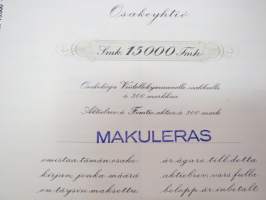 Osakeyhtiö
Smk 15000 Fmk
Osakekirja Viidellekymmenelle osakkeelle
à 300 markkaa
Aktiebrev å Femtio aktier à 300 mark
MAKULERAS
omistaa tämän osake-
kirjan, jonka määrä
on täysin maksettu
är ägare till detta
aktiebrev, vars fulla
belopp är inbetalt